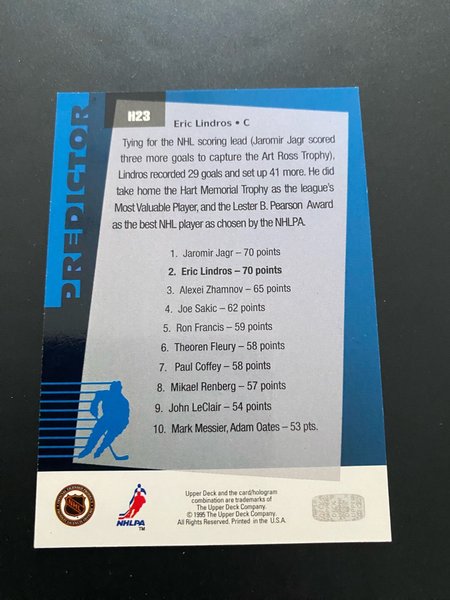 H23
PREDICTOR™
Eric Lindros • C
Tying for the NHL scoring lead (Jaromir Jagr scored
three more goals to capture the Art Ross Trophy),
Lindros recorded 29 goals and set up 41 more. He did
take home the Hart Memorial Trophy as the league's
Most Valuable Player, and the Lester B. Pearson Award
as the best NHL player as chosen by the NHLPA.
1. Jaromir Jagr – 70 points
2. Eric Lindros – 70 points
3. Alexei Zhamnov – 65 points
4. Joe Sakic – 62 points
5. Ron Francis – 59 points
6. Theoren Fleury – 58 points
7. Paul Coffey – 58 points
8. Mikael Renberg – 57 points
9. John LeClair – 54 points
10. Mark Messier, Adam Oates – 53 pts.
NHL
NHLPA
TM
Upper Deck and the card/hologram
combination are trademarks of
The Upper Deck Company.
© 1995 The Upper Deck Company.
All Rights Reserved. Printed in the U.S.A.